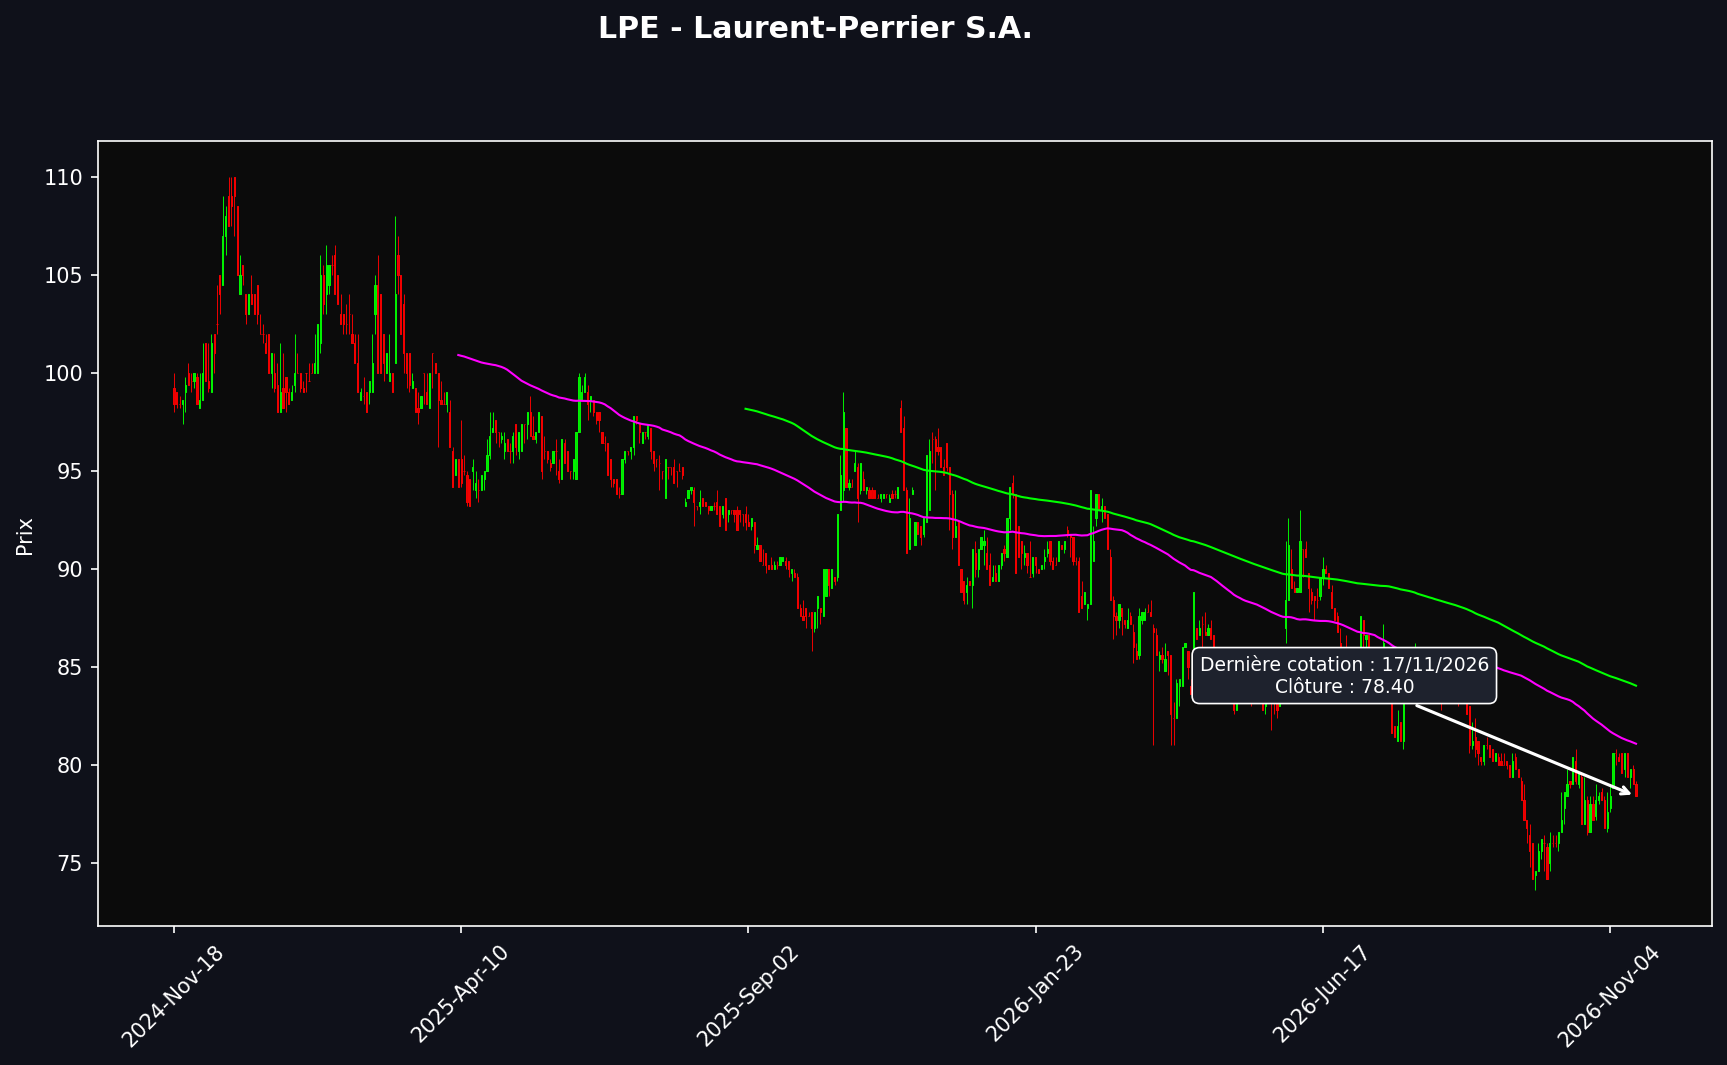 LPE - Laurent-Perrier S.A.
Prix
110
105
100
95
90
85
80
75
Dernière cotation : 17/11/2026
Clôture : 78.40
2024-Nov-18
2025-Apr-10
2025-Sep-02
2026-Jan-23
2026-Jun-17
2026-Nov-04